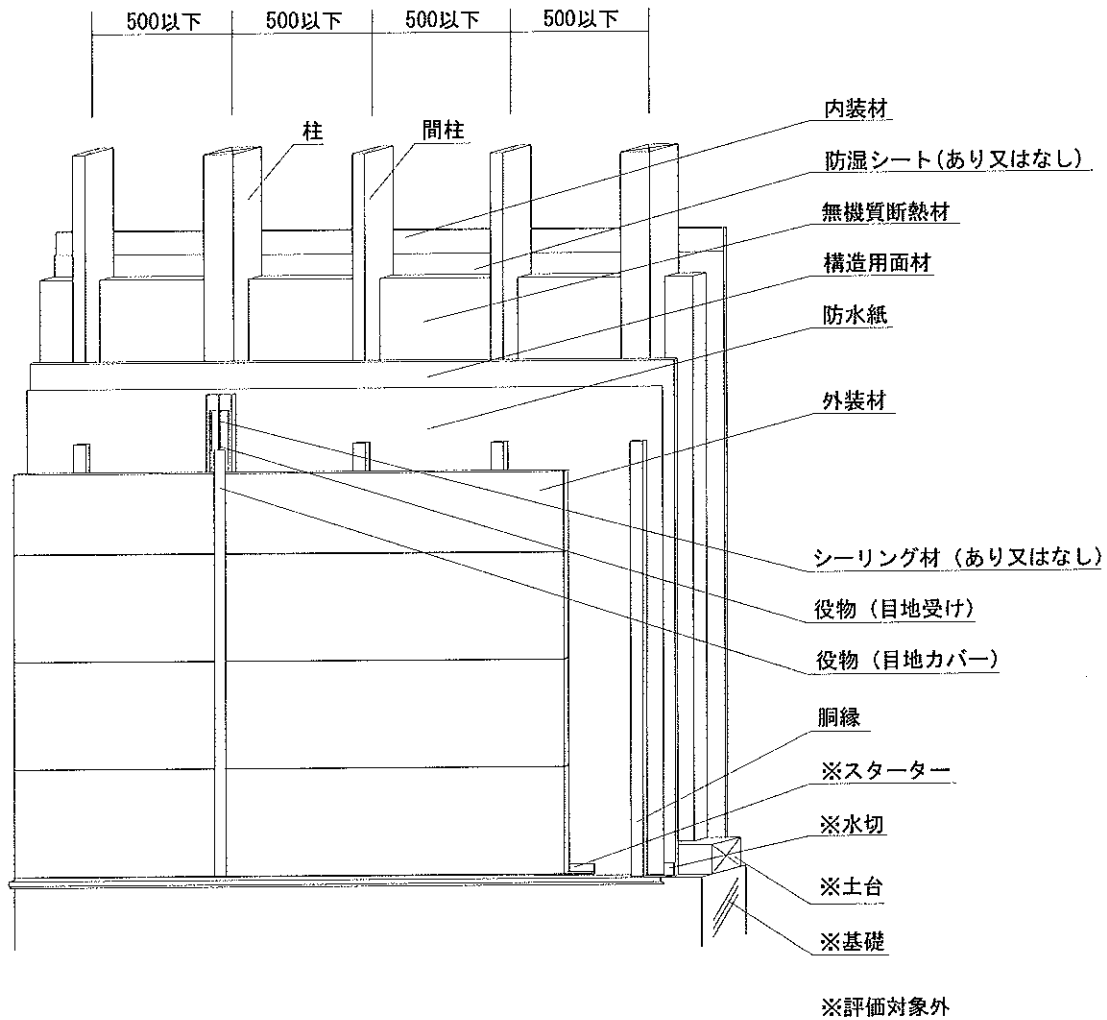 500以下 500以下 500以下 500以下
柱
間柱
内装材
防湿シート(あり又はなし)
無機質断熱材
構造用面材
防水紙
外装材
シーリング材(あり又はなし)
役物(目地受け)
役物(目地カバー)
胴縁
※スターター
※水切
※土台
※基礎
※評価対象外